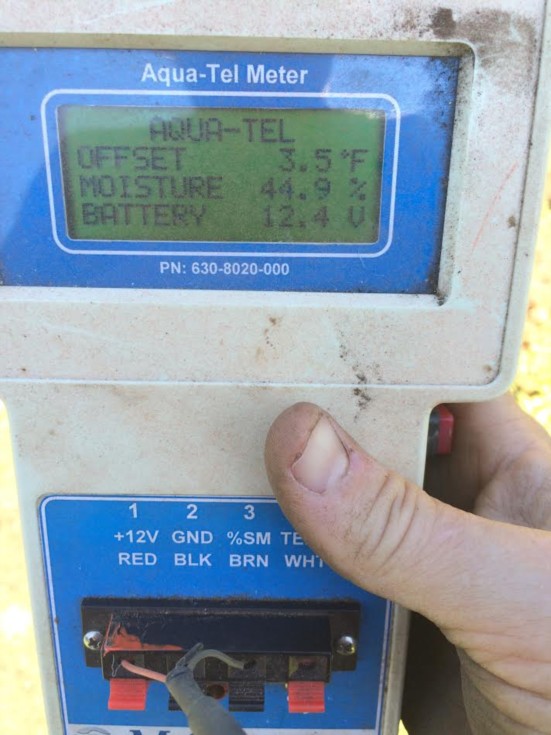 Aqua-Tel Meter
AQUA-TEL
OFFSET 3.5°F
MOISTURE 44.9 %
BATTERY 12.4 V
PN: 630-8020-000
1 2 3
+12V GND %SM
RED BLK BRN WHT